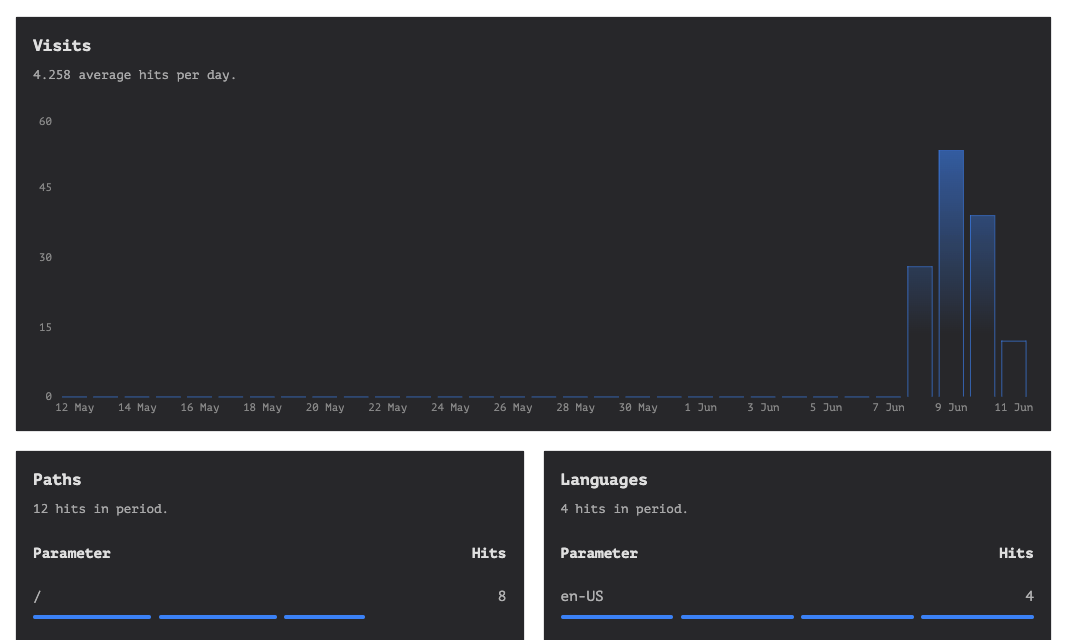 Visits
4.258 average hits per day.
60
45
30
15
0
12 May 14 May 16 May 18 May 20 May 22 May 24 May 26 May 28 May 30 May 1 Jun 3 Jun 5 Jun 7 Jun 9 Jun 11 Jun
Paths
12 hits in period.
Parameter Hits
/ 8
Languages
4 hits in period.
Parameter Hits
en-US 4